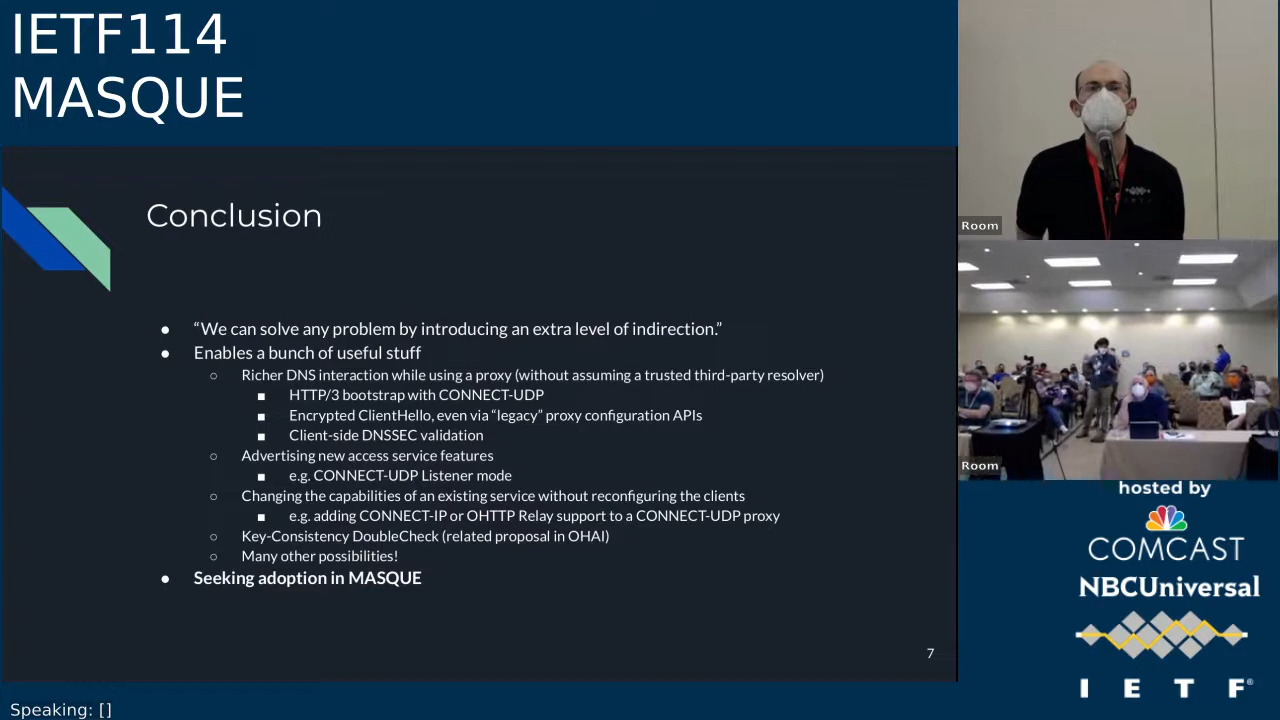 IETF114
MASQUE
Conclusion
● “We can solve any problem by introducing an extra level of indirection.”
● Enables a bunch of useful stuff
○ Richer DNS interaction while using a proxy (without assuming a trusted third-party resolver)
■ HTTP/3 bootstrap with CONNECT-UDP
■ Encrypted ClientHello, even via “legacy” proxy configuration APIs
■ Client-side DNSSEC validation
○ Advertising new access service features
■ e.g. CONNECT-UDP Listener mode
○ Changing the capabilities of an existing service without reconfiguring the clients
■ e.g. adding CONNECT-IP or OHTTP Relay support to a CONNECT-UDP proxy
○ Key-Consistency DoubleCheck (related proposal in OHAI)
○ Many other possibilities!
● Seeking adoption in MASQUE
7
Speaking: []
Room
Room
hosted by
COMCAST
NBCUniversal
I E T F®